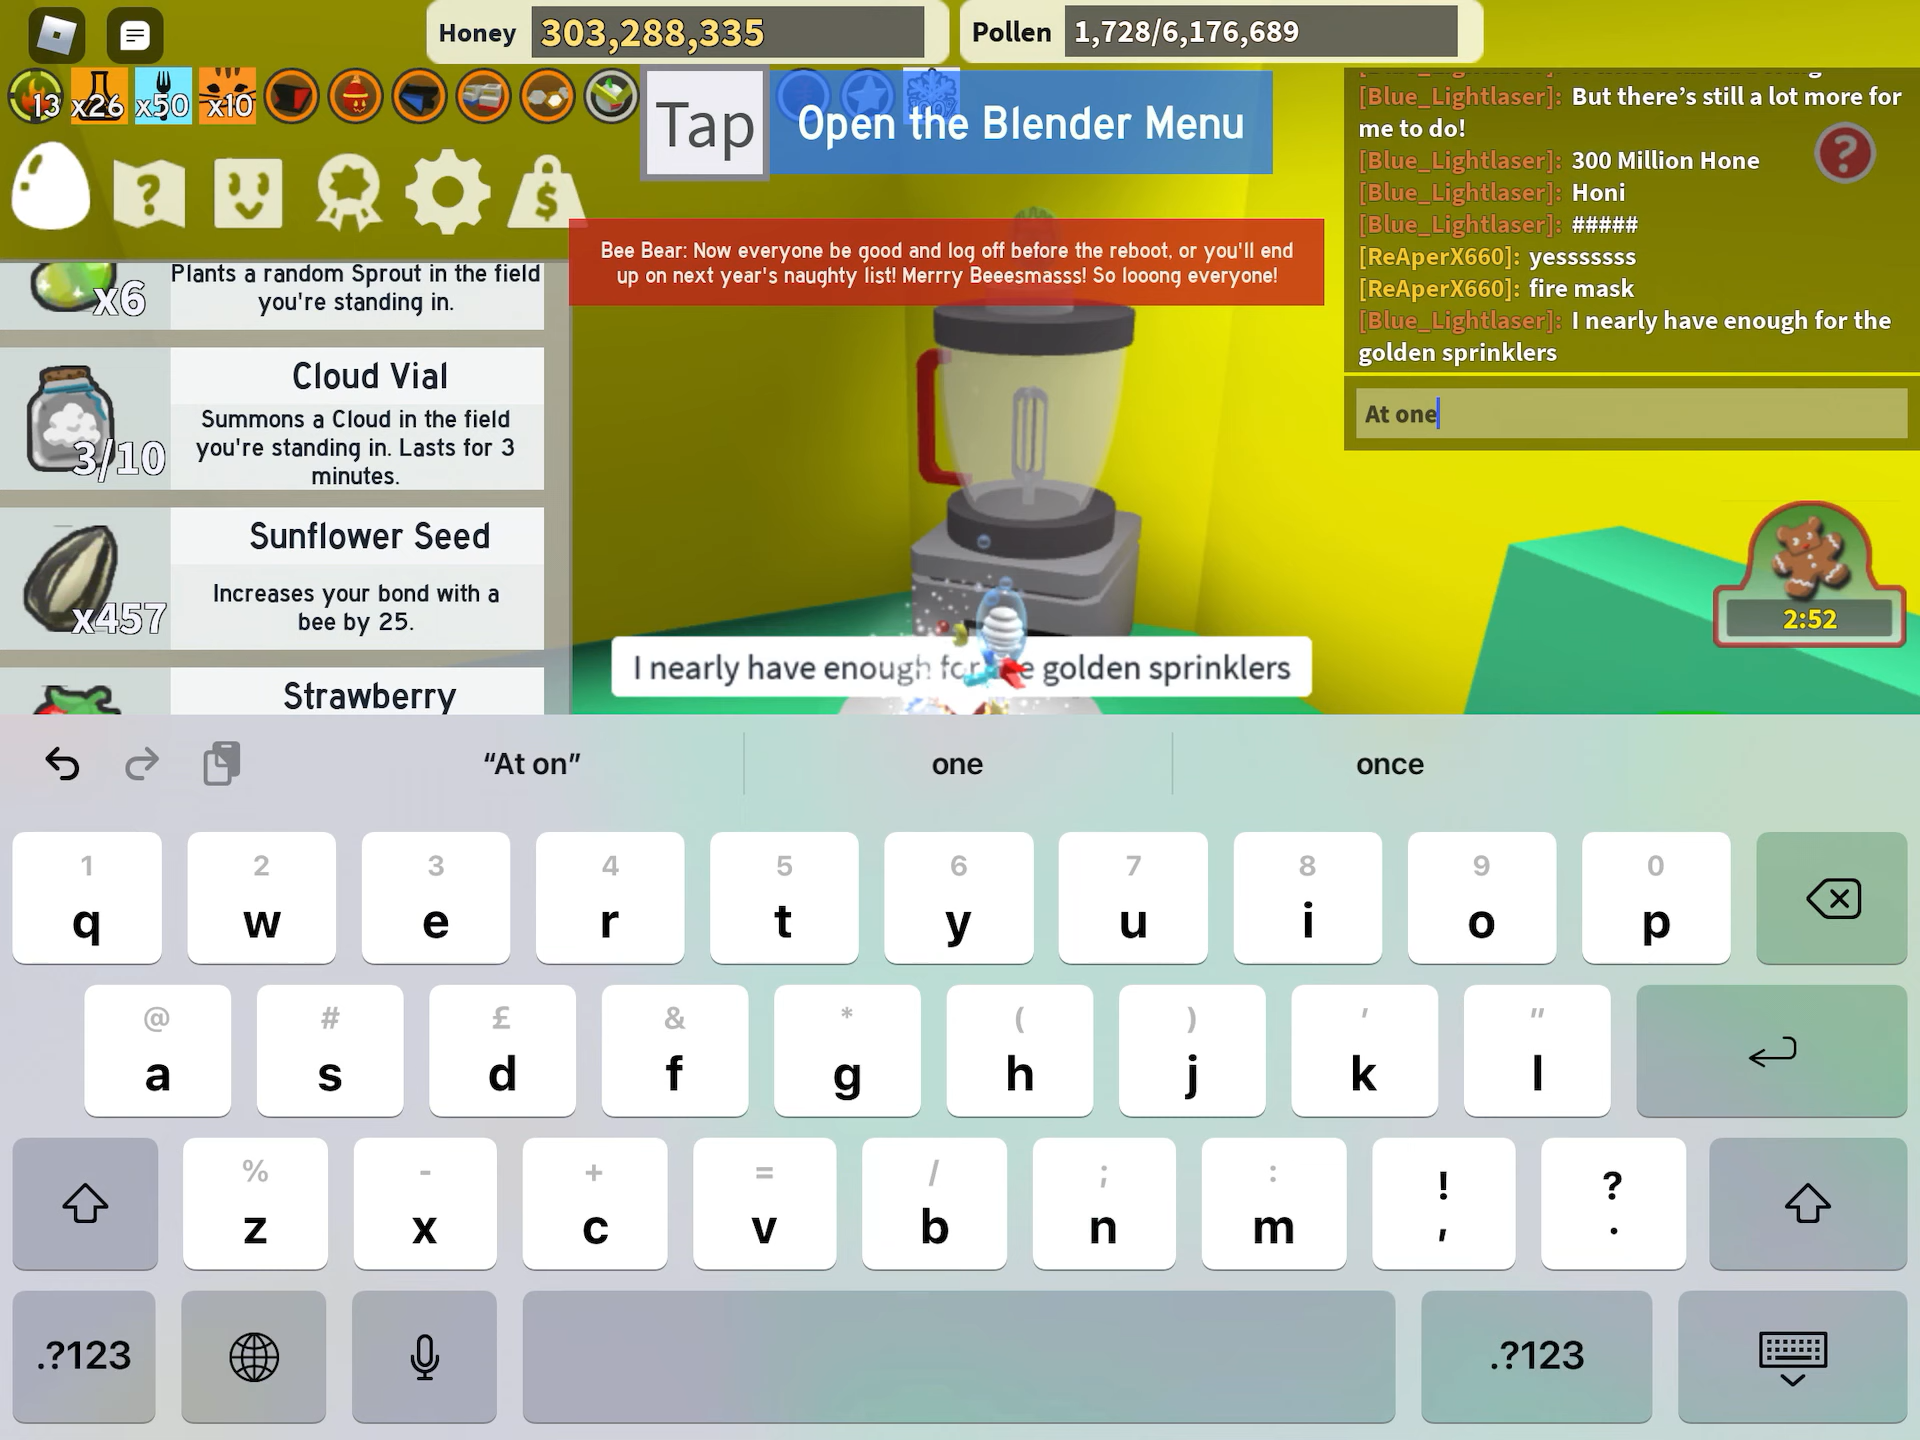 Honey 303,288,335
Pollen 1,728/6,176,689
13 x26 x50 x10
Tap Open the Blender Menu
[Blue_Lightlaser]: But there's still a lot more for
me to do!
[Blue_Lightlaser]: 300 Million Hone
[Blue_Lightlaser]: Honi
[Blue_Lightlaser]: #####
[ReAperX660]: yesssssss
[ReAperX660]: fire mask
[Blue_Lightlaser]: I nearly have enough for the
golden sprinklers
At one
?
? $
Bee Bear: Now everyone be good and log off before the reboot, or you'll end
up on next year's naughty list! Merrry Beeesmasss! So looong everyone!
x6
Plants a random Sprout in the field
you're standing in.
Cloud Vial
3/10
Summons a Cloud in the field
you're standing in. Lasts for 3
minutes.
Sunflower Seed
x457
Increases your bond with a
bee by 25.
Strawberry
2:52
I nearly have enough for the golden sprinklers
“At on” one once
1 2 3 4 5 6 7 8 9 0
q w e r t y u i o p
@ # £ & * ( ) ' "
a s d f g h j k l
% - + = / ; : ! ?
z x c v b n m , .
.?123 .?123